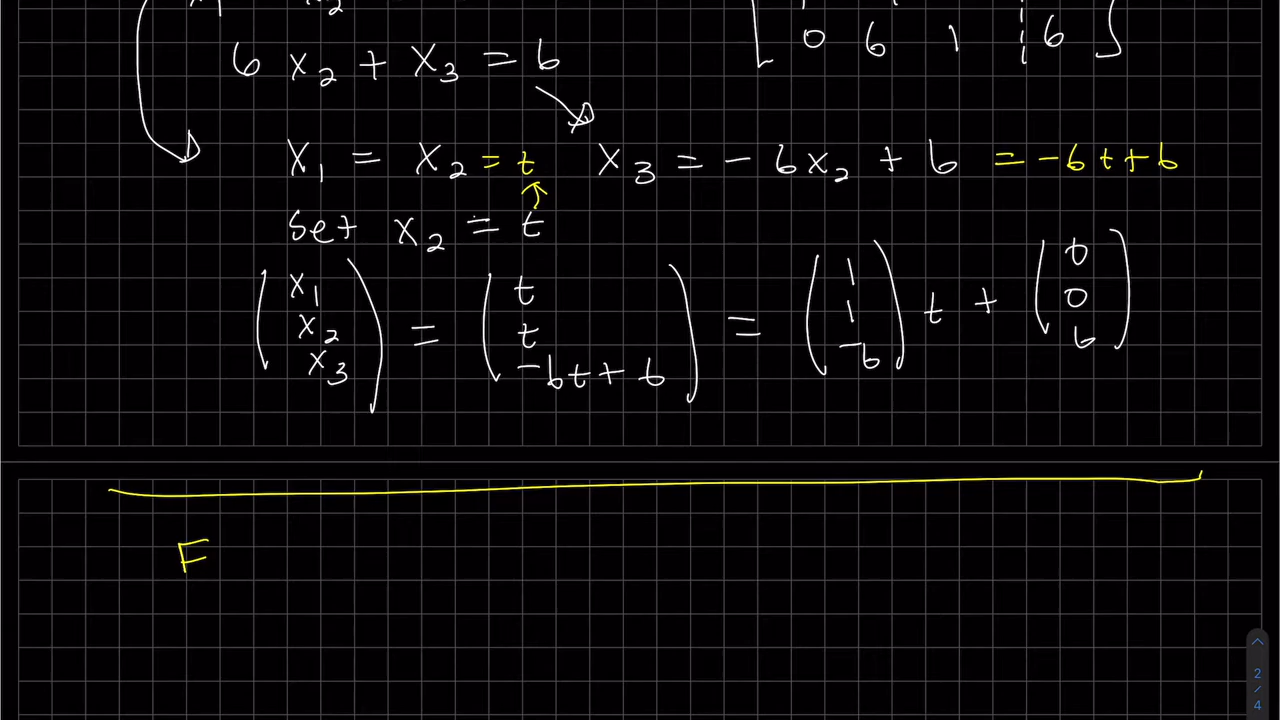 6 x₂ + x₃ = 6
0 6 1 6
x₁ = x₂ = t x₃ = - 6x₂ + 6 = -6t+6
set x₂ = t
(x₁ x₂ x₃) = (t t -6t+6) = (1 1 -6) t + (0 0 6)
F
2/4